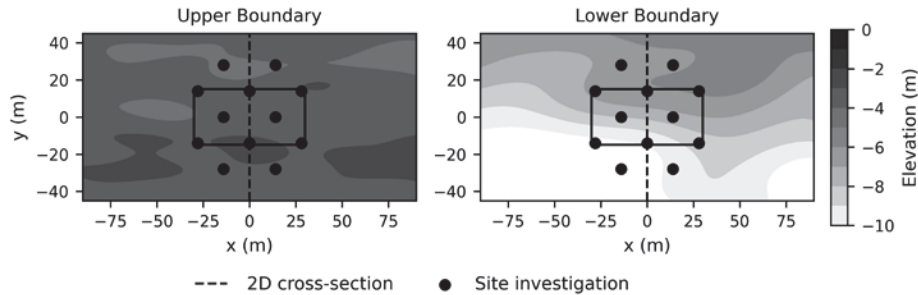 Upper Boundary
Lower Boundary
40
20
0
−20
−40
y (m)
−75 −50 −25 0 25 50 75
x (m)
40
20
0
−20
−40
−75 −50 −25 0 25 50 75
x (m)
0
−2
−4
−6
−8
−10
Elevation (m)
2D cross-section
Site investigation